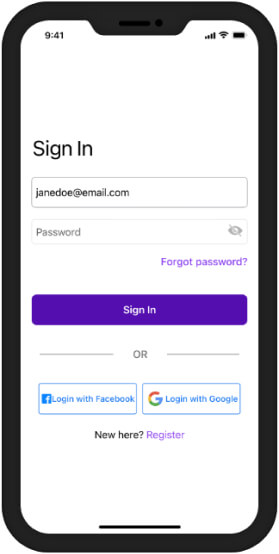 9:41
Sign In
janedoe@email.com
Password
Forgot password?
Sign In
OR
Login with Facebook Login with Google
New here? Register